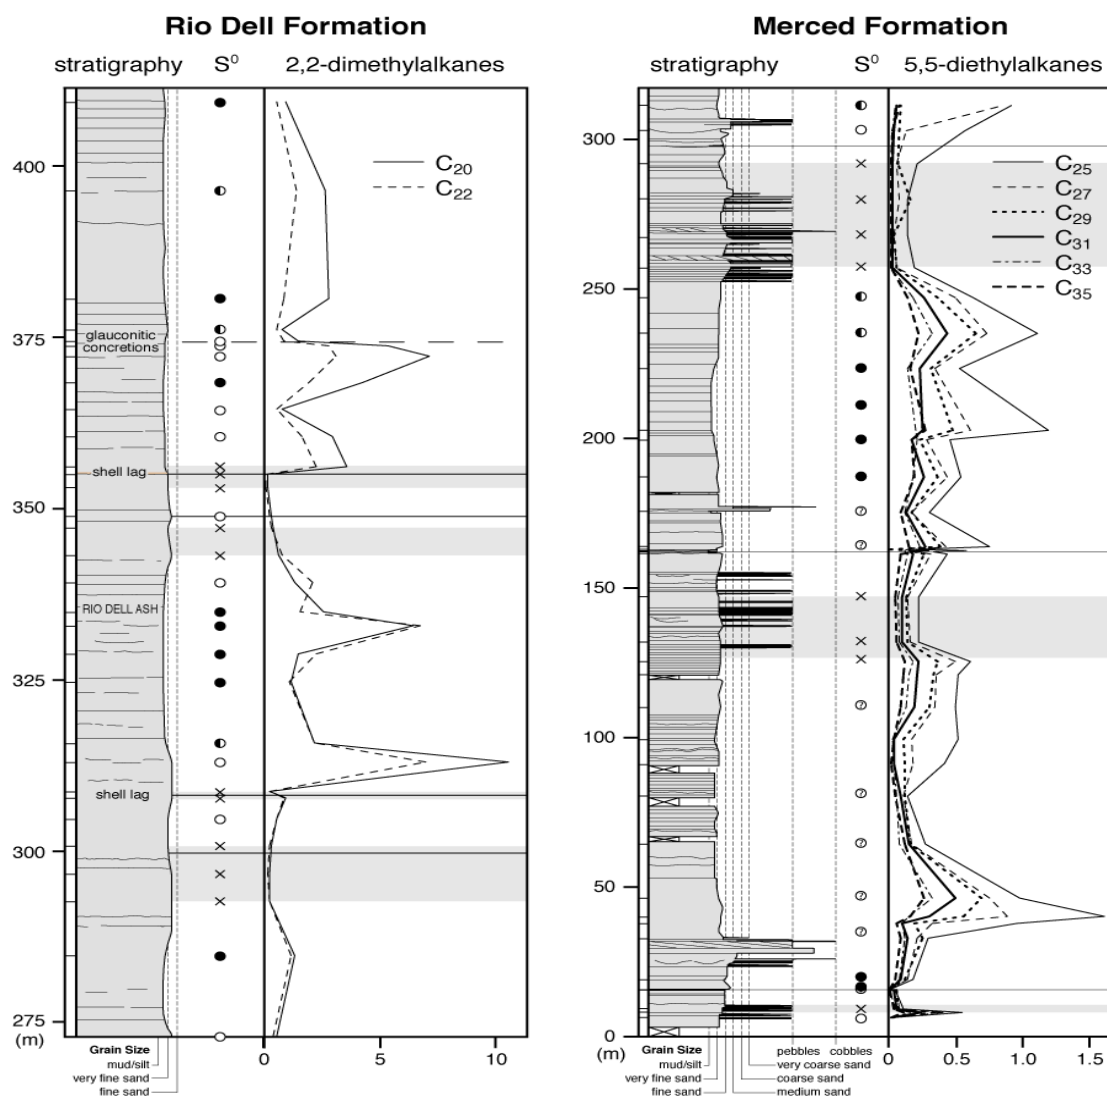 Rio Dell Formation
stratigraphy S⁰ 2,2-dimethylalkanes
400
375
350
325
300
275
(m)
C₂₀
C₂₂
glauconitic
concretions
shell lag
RIO DELL ASH
shell lag
0 5 10
Grain Size
mud/silt
very fine sand
fine sand
Merced Formation
stratigraphy S⁰ 5,5-diethylalkanes
300
250
200
150
100
50
0
(m)
C₂₅
C₂₇
C₂₉
C₃₁
C₃₃
C₃₅
? ? ? ? ? ? ?
0 0.5 1.0 1.5
Grain Size
mud/silt
very fine sand
fine sand
pebbles cobbles
very coarse sand
coarse sand
medium sand